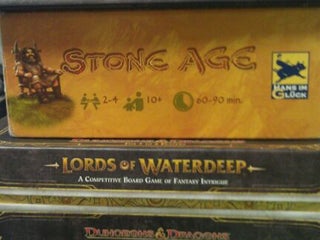 STONE AGE
2-4 10+ 60-90 min.
HANS IM
GLÜCK
LORDS OF WATERDEEP
A COMPETITIVE BOARD GAME OF FANTASY INTRIGUE
DUNGEONS & DRAGONS